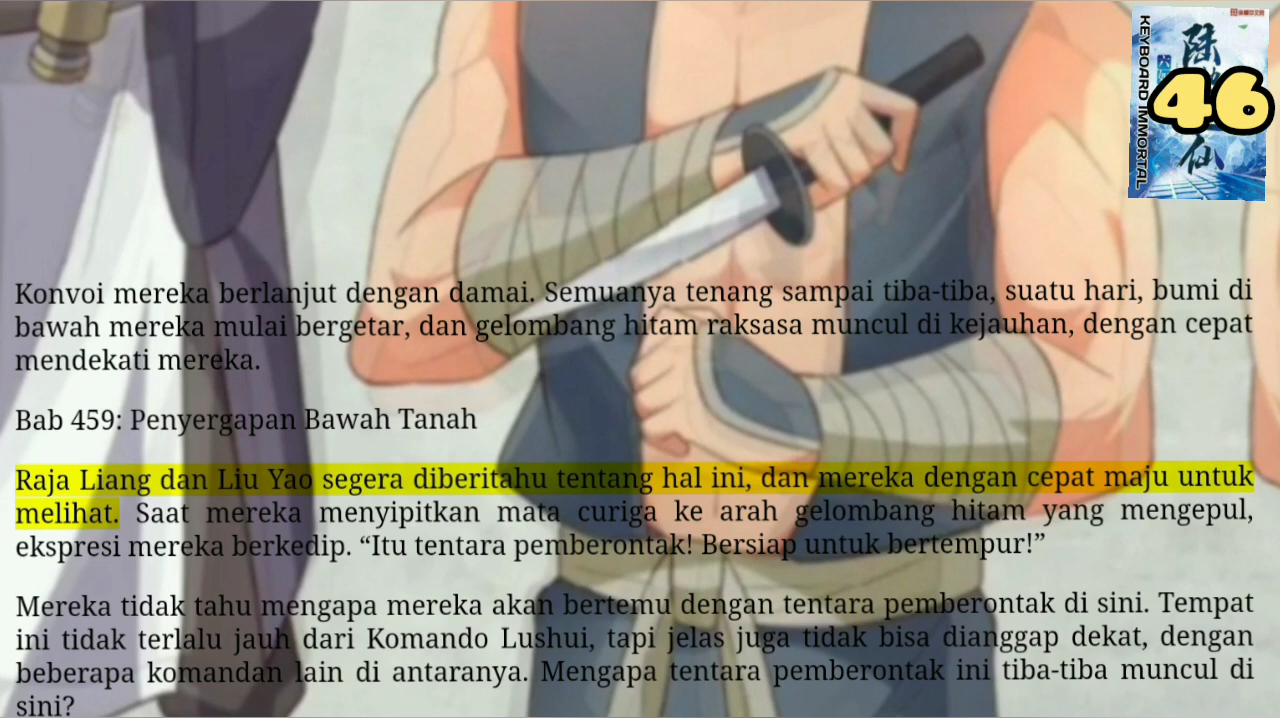 KEYBOARD IMMORTAL
陆
仙
46
Konvoi mereka berlanjut dengan damai. Semuanya tenang sampai tiba-tiba, suatu hari, bumi di
bawah mereka mulai bergetar, dan gelombang hitam raksasa muncul di kejauhan, dengan cepat
mendekati mereka.
Bab 459: Penyergapan Bawah Tanah
Raja Liang dan Liu Yao segera diberitahu tentang hal ini, dan mereka dengan cepat maju untuk
melihat. Saat mereka menyipitkan mata curiga ke arah gelombang hitam yang mengepul,
ekspresi mereka berkedip. “Itu tentara pemberontak! Bersiap untuk bertempur!”
Mereka tidak tahu mengapa mereka akan bertemu dengan tentara pemberontak di sini. Tempat
ini tidak terlalu jauh dari Komando Lushui, tapi jelas juga tidak bisa dianggap dekat, dengan
beberapa komandan lain di antaranya. Mengapa tentara pemberontak ini tiba-tiba muncul di
sini?